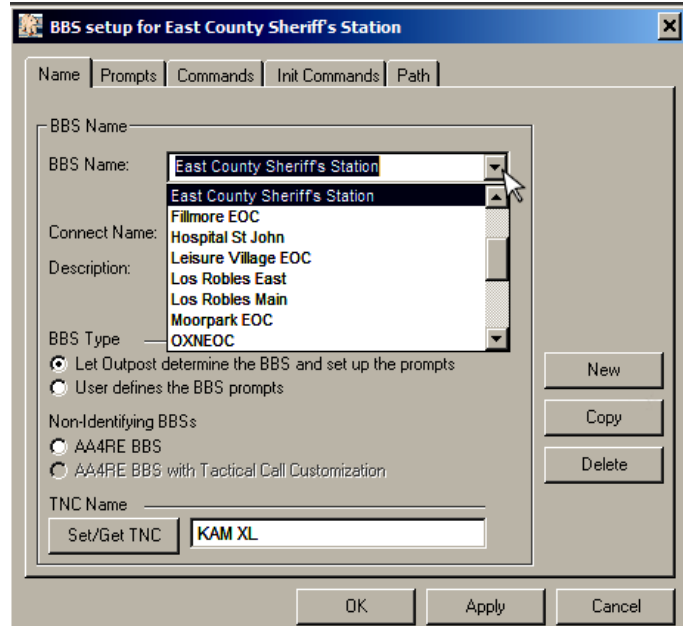 BBS setup for East County Sheriff's Station
Name Prompts Commands Init Commands Path
BBS Name
BBS Name: East County Sheriff's Station
East County Sheriff's Station
Fillmore EOC
Connect Name: Hospital St John
Leisure Village EOC
Description: Los Robles East
Los Robles Main
Moorpark EOC
BBS Type OXNEOC
Let Outpost determine the BBS and set up the prompts
New
User defines the BBS prompts
Non-Identifying BBSs
Copy
AA4RE BBS
AA4RE BBS with Tactical Call Customization
Delete
TNC Name
Set/Get TNC KAM XL
OK Apply Cancel